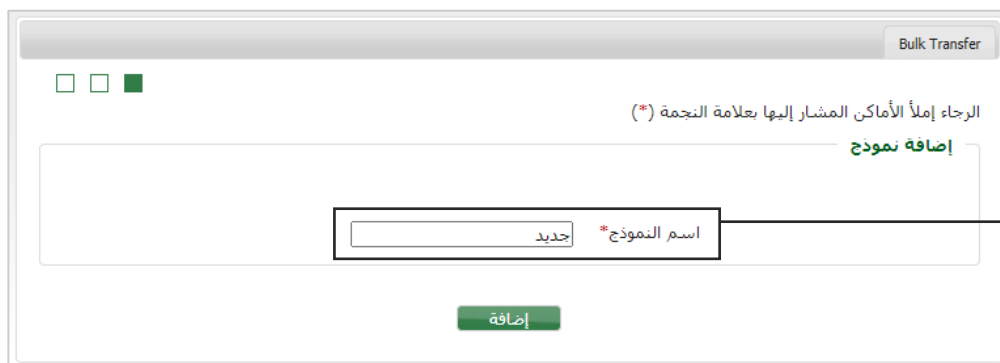 Bulk Transfer
الرجاء إملأ الأماكن المشار إليها بعلامة النجمة (*)
إضافة نموذج
اسم النموذج* جديد
إضافة